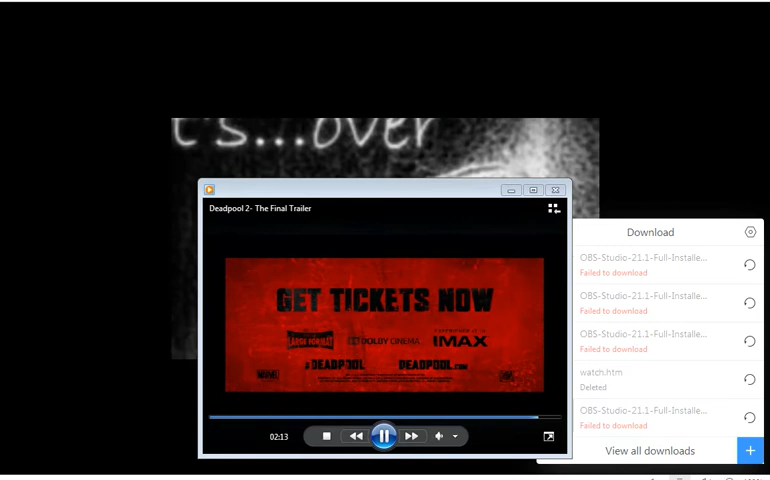 t's...over
Deadpool 2- The Final Trailer
GET TICKETS NOW
DOLBY CINEMA
IMAX
#DEADPOOL DEADPOOL.COM
MARVEL
02:13
Download
OBS-Studio-21.1-Full-Installe...
Failed to download
OBS-Studio-21.1-Full-Installe...
Failed to download
OBS-Studio-21.1-Full-Installe...
Failed to download
watch.htm
Deleted
OBS-Studio-21.1-Full-Installe...
Failed to download
View all downloads